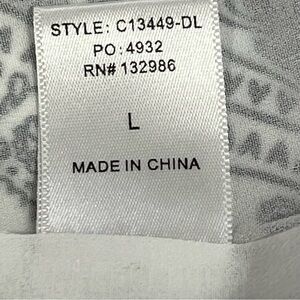 STYLE: C13449-DL
PO: 4932
RN# 132986
L
MADE IN CHINA